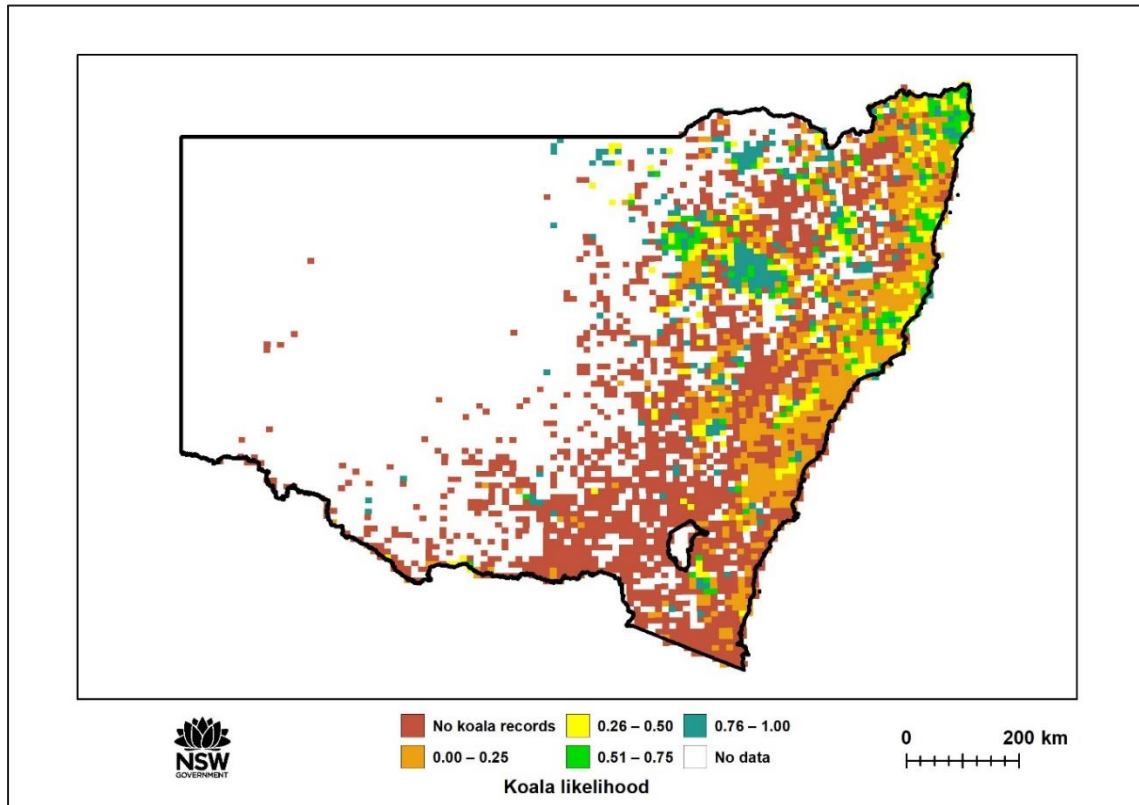 No koala records
0.26 – 0.50
0.76 – 1.00
0.00 – 0.25
0.51 – 0.75
No data
Koala likelihood
NSW
GOVERNMENT
0 200 km